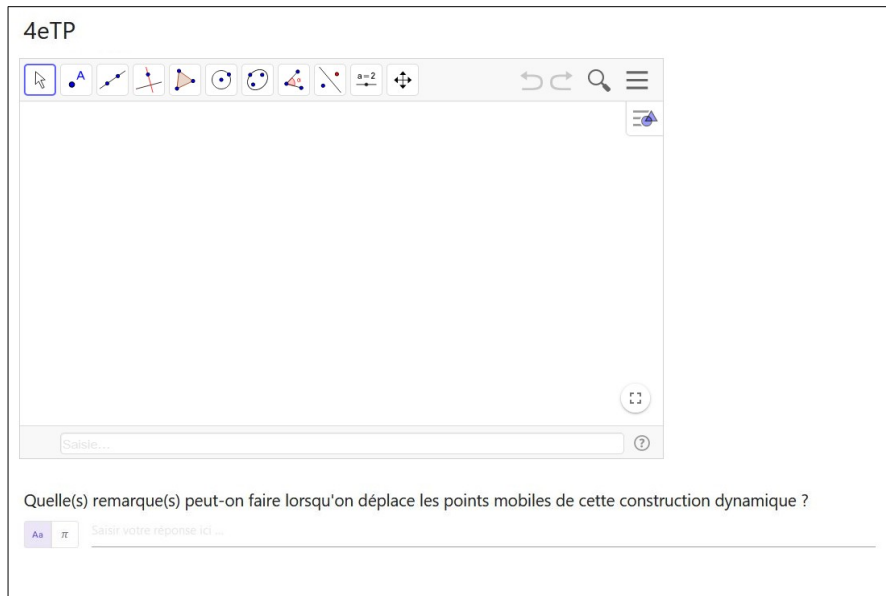 4eTP
A
a=2
Saisie...
Quelle(s) remarque(s) peut-on faire lorsqu'on déplace les points mobiles de cette construction dynamique ?
Aa π Saisir votre réponse ici ...